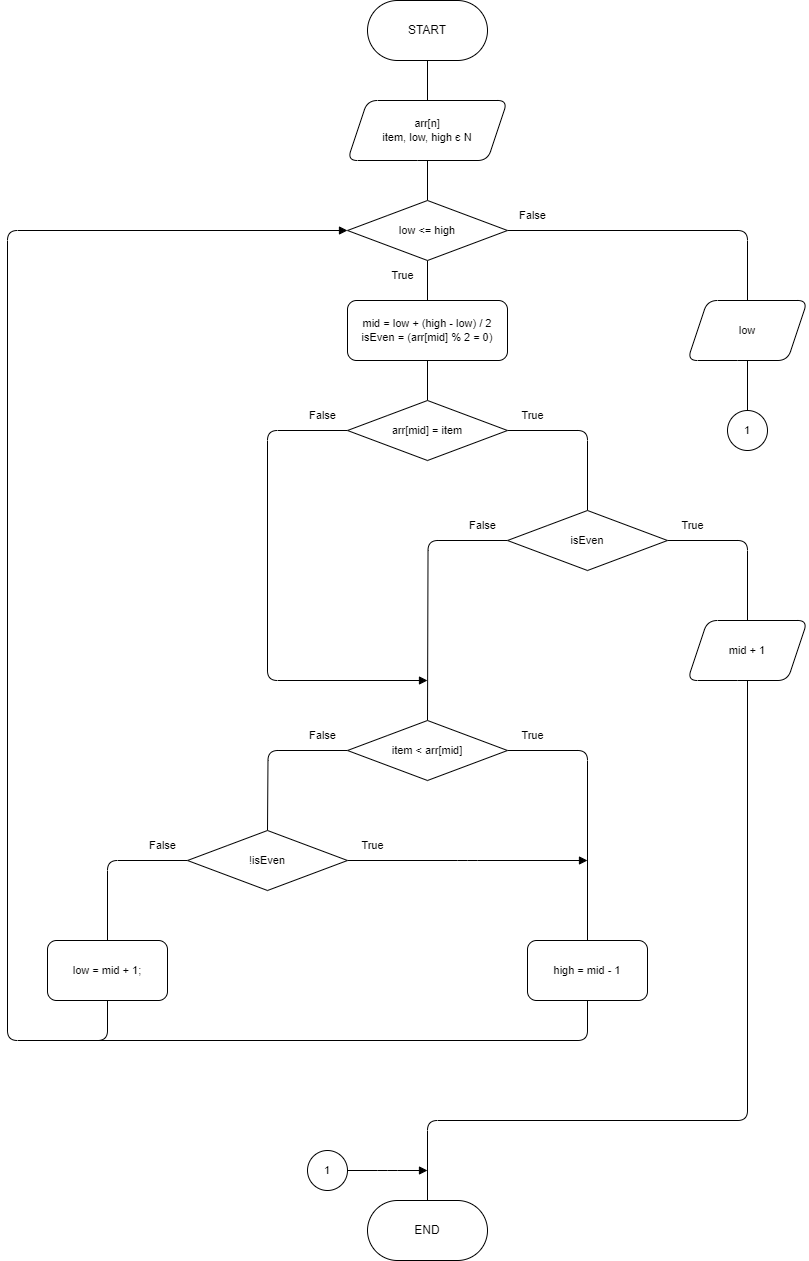 START
arr[n]
item, low, high є N
low <= high
False
True
mid = low + (high - low) / 2
isEven = (arr[mid] % 2 = 0)
low
False
arr[mid] = item
True
1
False
isEven
True
mid + 1
False
item < arr[mid]
True
False
!isEven
True
low = mid + 1;
high = mid - 1
1
END